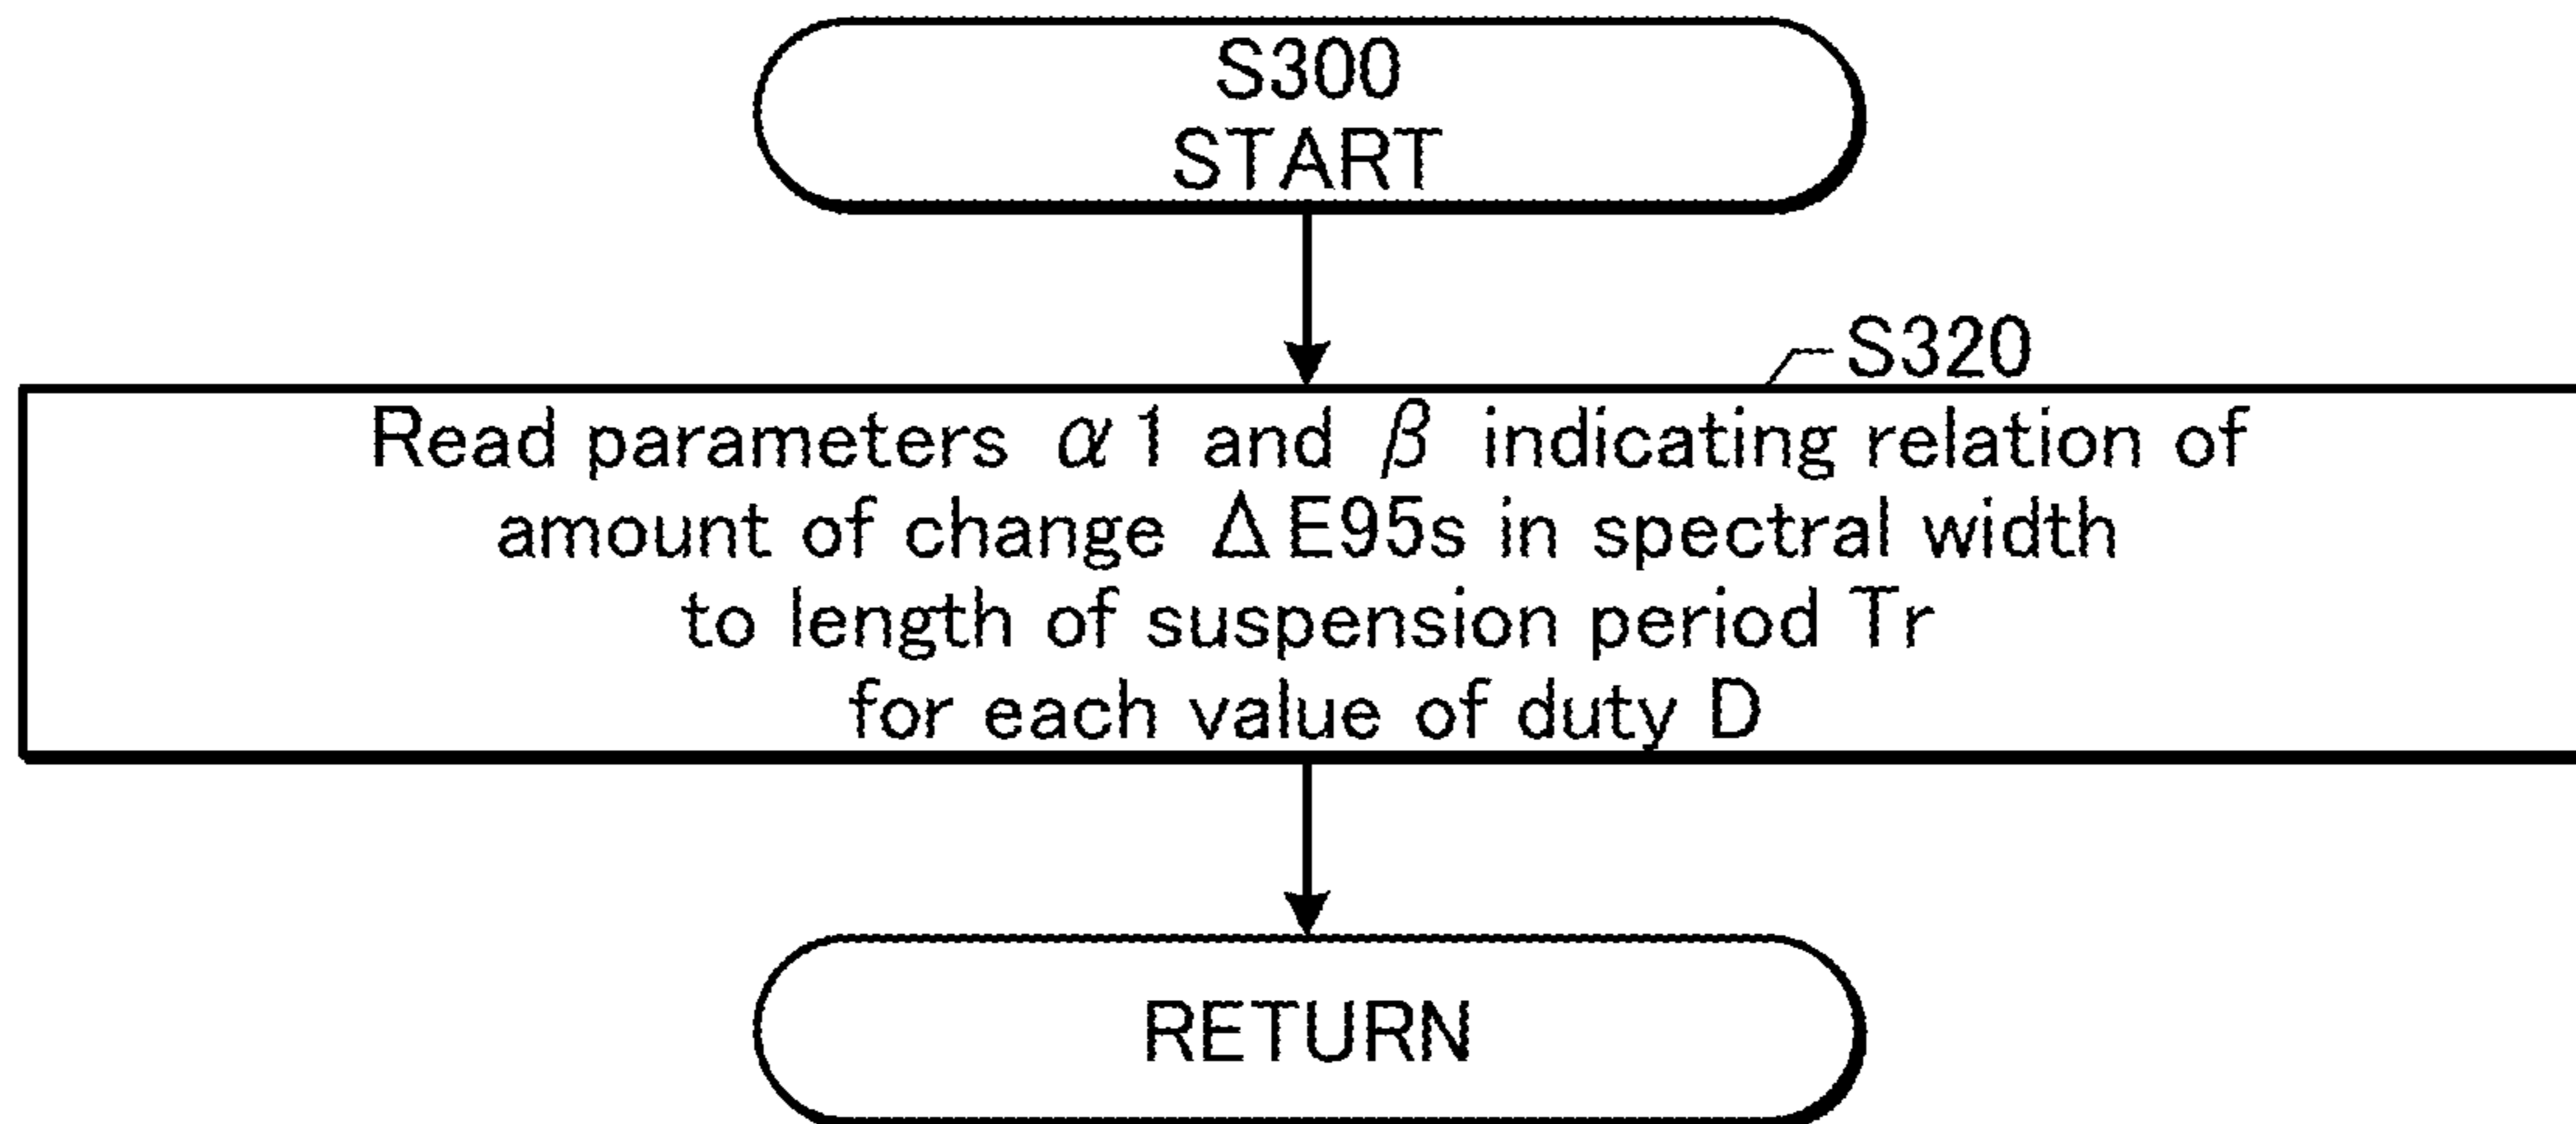 S300
START
S320
Read parameters α1 and β indicating relation of
amount of change ΔE95s in spectral width
to length of suspension period Tr
for each value of duty D
RETURN